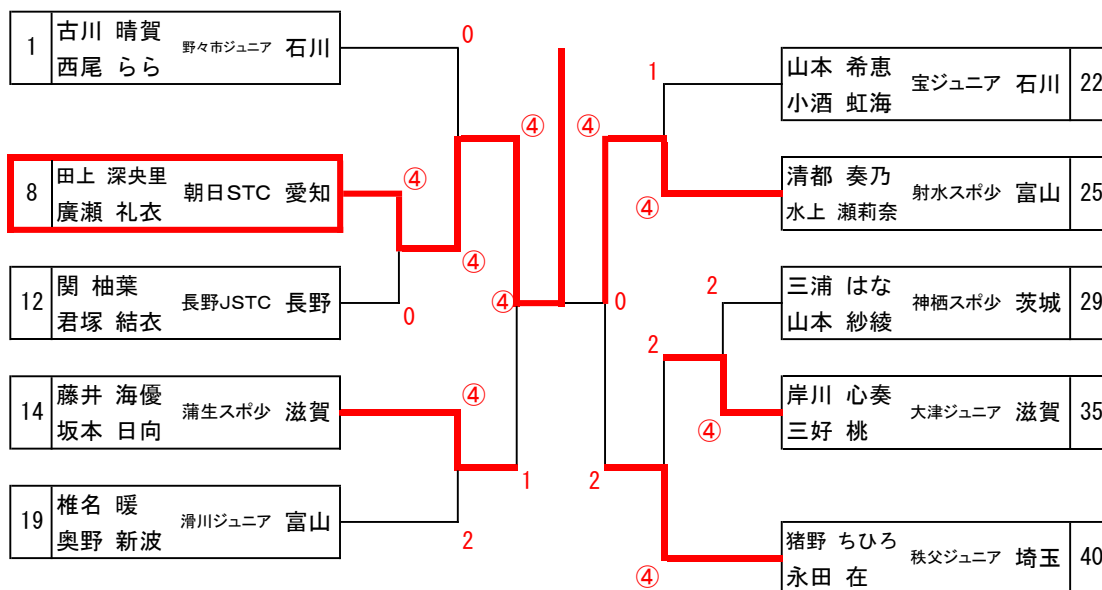 1 古川 晴賀 野々市ジュニア 石川
西尾 らら
0
8 田上 深央里 朝日STC 愛知
廣瀬 礼衣
④
④
④
12 関 柚葉 長野JSTC 長野
君塚 結衣
0
④
14 藤井 海優 蒲生スポ少 滋賀
坂本 日向
④
1
19 椎名 暖 滑川ジュニア 富山
奥野 新波
2
山本 希恵 宝ジュニア 石川 22
小酒 虹海
1
④
清都 奏乃 射水スポ少 富山 25
水上 瀬莉奈
④
三浦 はな 神栖スポ少 茨城 29
山本 紗綾
2
0
2
岸川 心奏 大津ジュニア 滋賀 35
三好 桃
④
2
猪野 ちひろ 秩父ジュニア 埼玉 40
永田 在
④